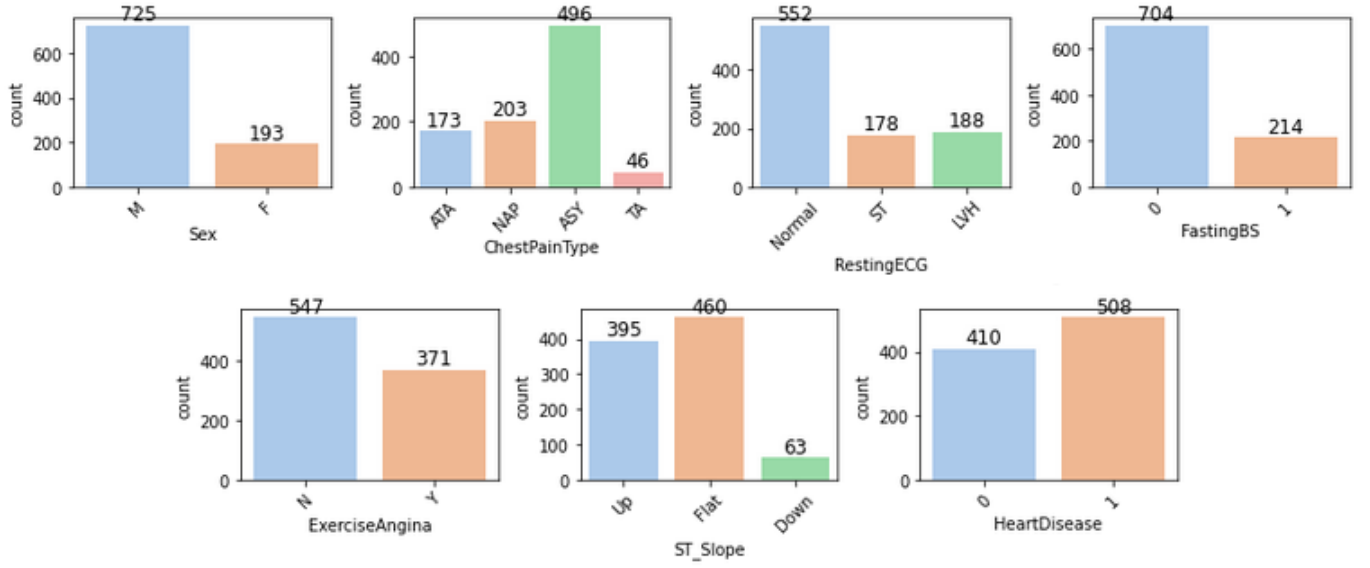 725
600
400
200
0
count
193
M
F
Sex
496
400
200
0
count
173
203
46
ATA
NAP
ASY
TA
ChestPainType
552
400
200
0
count
178
188
Normal
ST
LVH
RestingECG
704
600
400
200
0
count
214
0
1
FastingBS
547
400
200
0
count
371
N
Y
ExerciseAngina
460
400
300
200
100
0
count
395
63
Up
Flat
Down
ST_Slope
508
400
200
0
count
410
0
1
HeartDisease